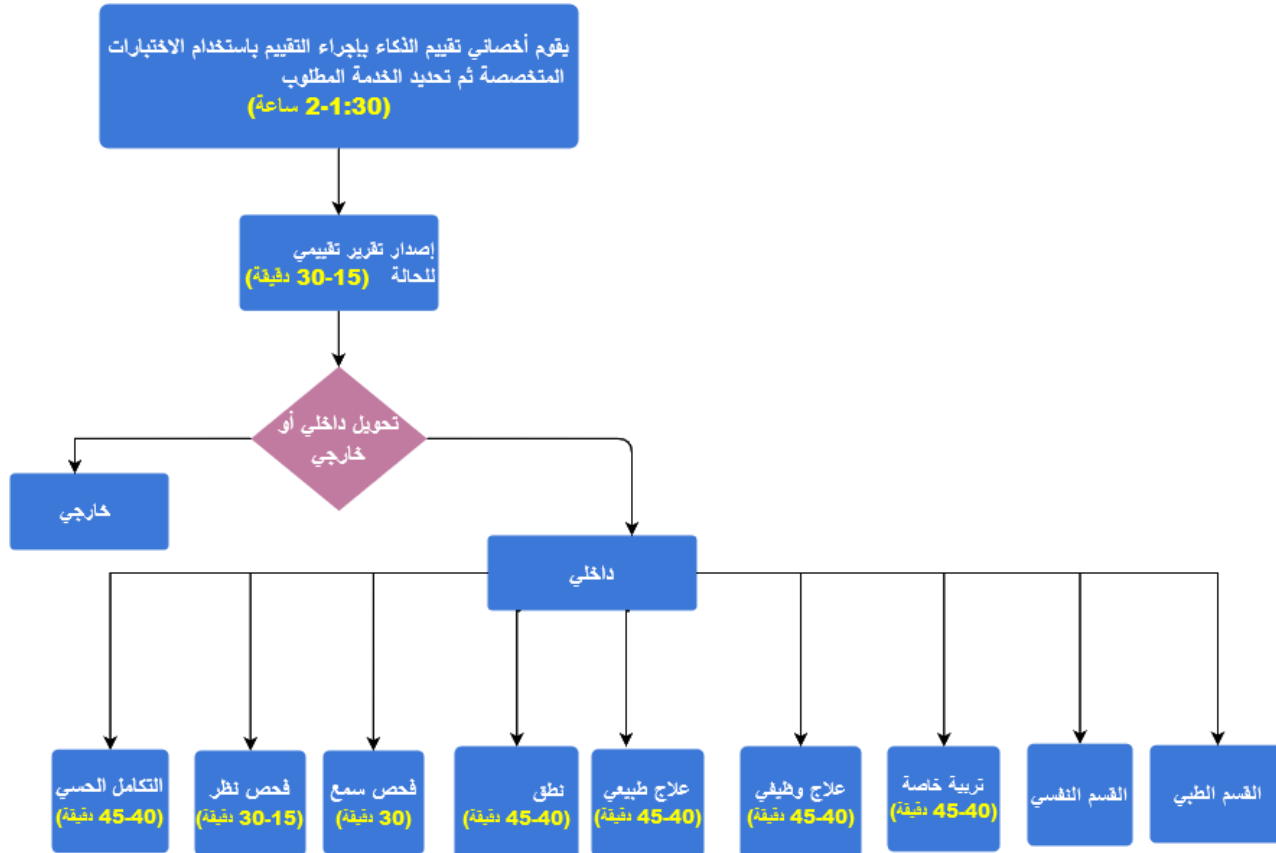 يقوم أخصائي تقييم الذكاء بإجراء التقييم باستخدام الاختبارات
المتخصصة ثم تحديد الخدمة المطلوب
(1:30-2 ساعة)
إصدار تقرير تقييمي
للحالة (15-30 دقيقة)
تحويل داخلي أو
خارجي
خارجي
داخلي
القسم الطبي
القسم النفسي
تربية خاصة
(40-45 دقيقة)
علاج وظيفي
(40-45 دقيقة)
علاج طبيعي
(40-45 دقيقة)
نطق
(40-45 دقيقة)
فحص سمع
(30 دقيقة)
فحص نظر
(15-30 دقيقة)
التكامل الحسي
(40-45 دقيقة)